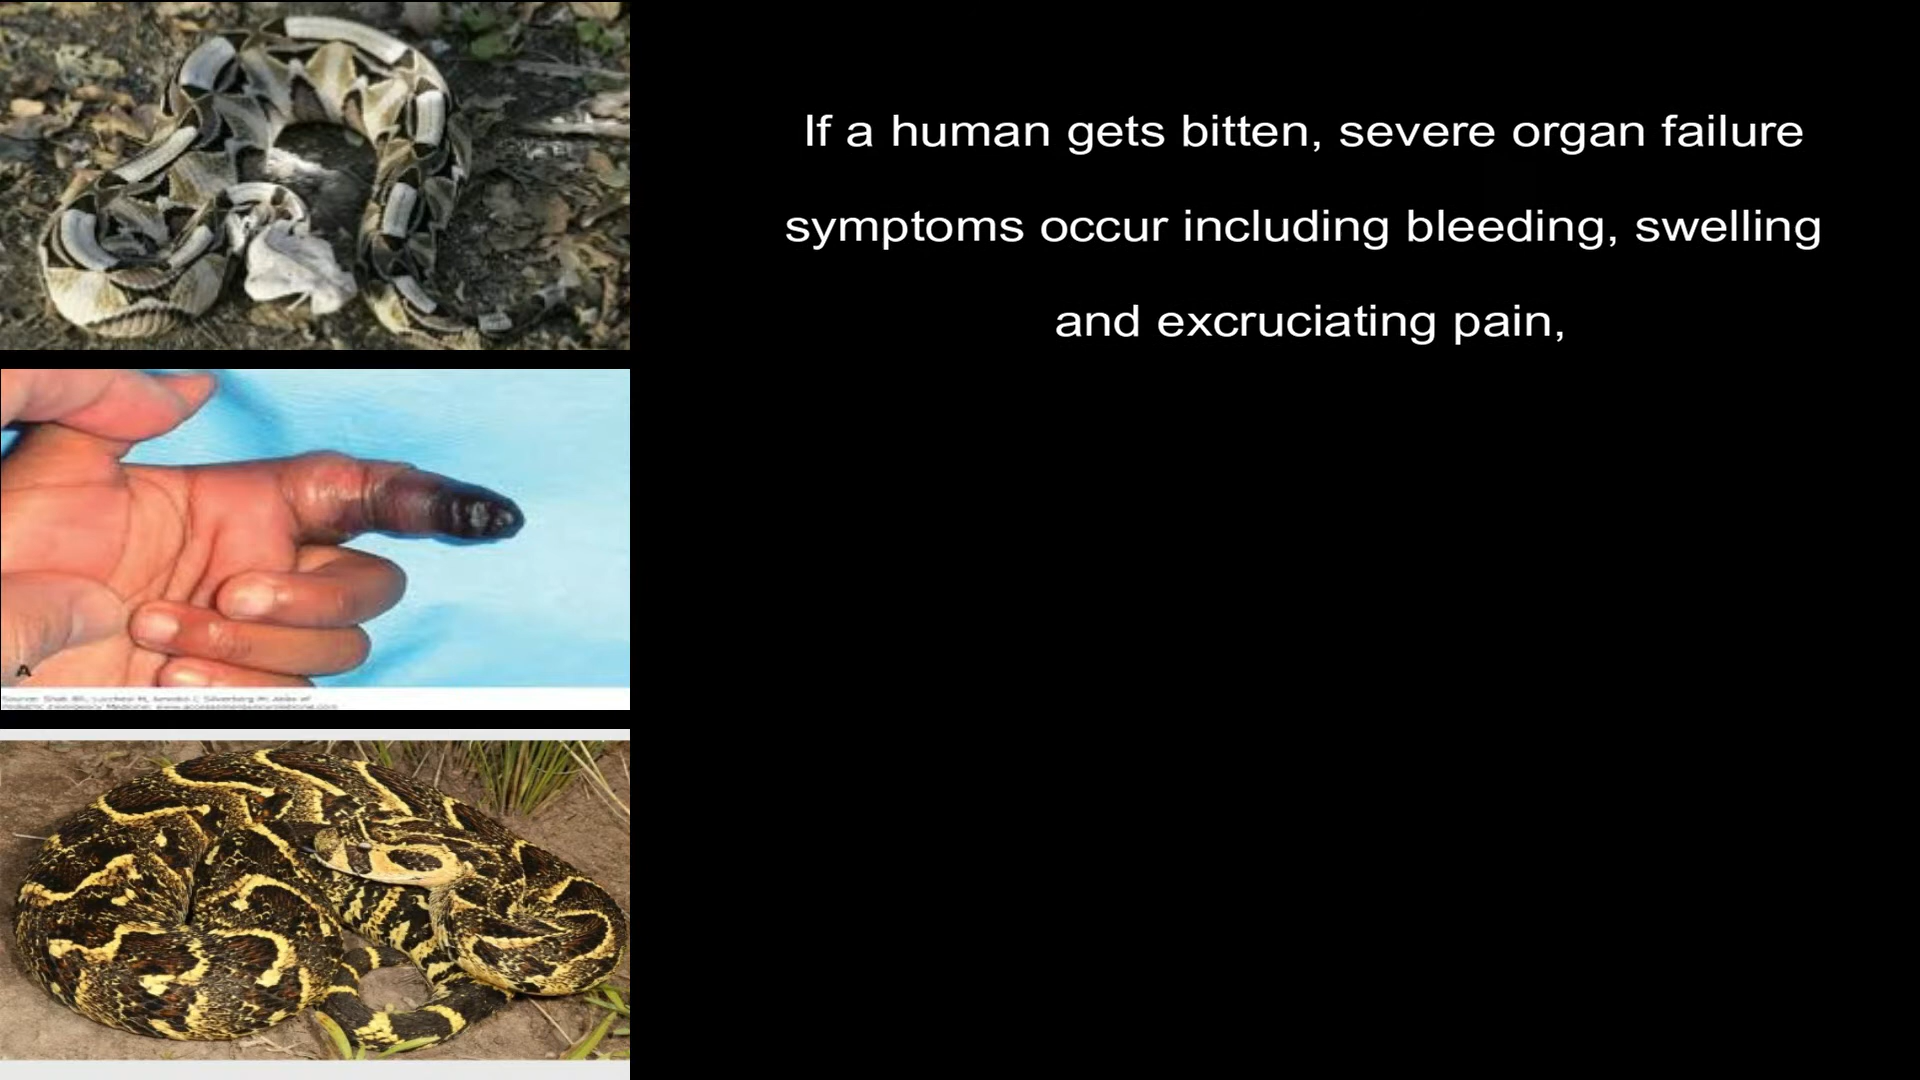 If a human gets bitten, severe organ failure
symptoms occur including bleeding, swelling
and excruciating pain,
A